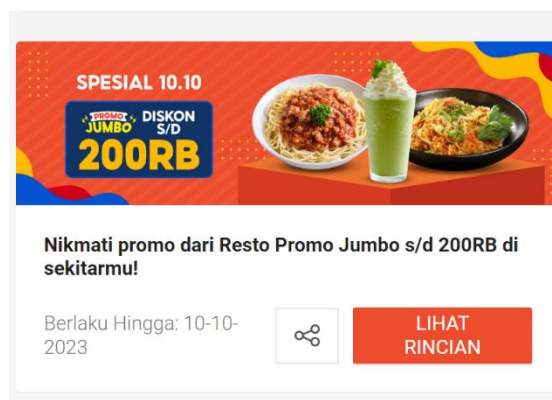 SPESIAL 10.10
PROMO
JUMBO
DISKON
S/D
200RB
Nikmati promo dari Resto Promo Jumbo s/d 200RB di
sekitarmu!
Berlaku Hingga: 10-10-
2023
LIHAT
RINCIAN